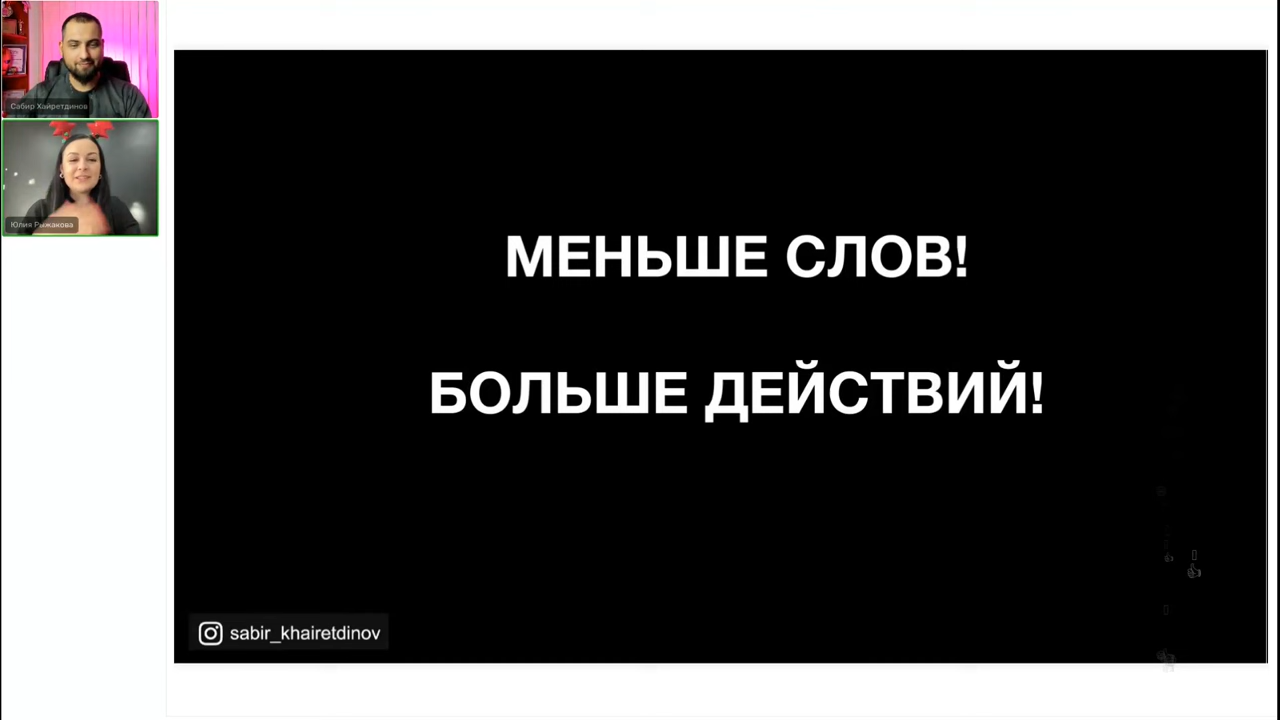 Сабир Хайретдинов
Юлия Рыжакова
МЕНЬШЕ СЛОВ!
БОЛЬШЕ ДЕЙСТВИЙ!
sabir_khairetdinov